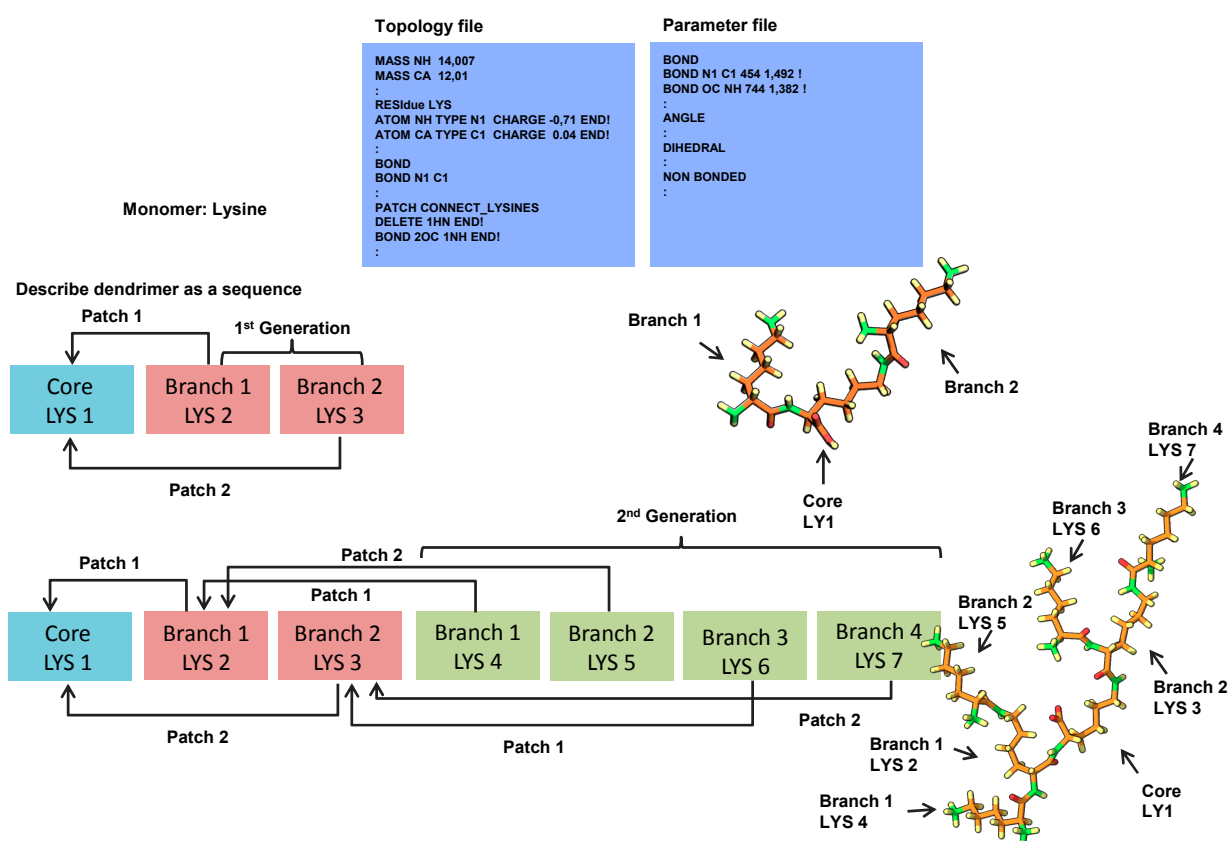 Topology file
MASS NH 14,007
MASS CA 12,01
:
RESIdue LYS
ATOM NH TYPE N1 CHARGE -0,71 END!
ATOM CA TYPE C1 CHARGE 0.04 END!
:
BOND
BOND N1 C1
:
PATCH CONNECT_LYSINES
DELETE 1HN END!
BOND 2OC 1NH END!
:
Parameter file
BOND
BOND N1 C1 454 1,492 !
BOND OC NH 744 1,382 !
:
ANGLE
:
DIHEDRAL
:
NON BONDED
:
Monomer: Lysine
Describe dendrimer as a sequence
Patch 1
1st Generation
Core
LYS 1
Branch 1
LYS 2
Branch 2
LYS 3
Patch 2
Branch 1
Branch 2
Core
LY1
2nd Generation
Patch 1
Patch 2
Patch 1
Core
LYS 1
Branch 1
LYS 2
Branch 2
LYS 3
Branch 1
LYS 4
Branch 2
LYS 5
Branch 3
LYS 6
Branch 4
LYS 7
Patch 2
Patch 1
Patch 2
Branch 4
LYS 7
Branch 3
LYS 6
Branch 2
LYS 5
Branch 2
LYS 3
Branch 1
LYS 2
Core
LY1
Branch 1
LYS 4